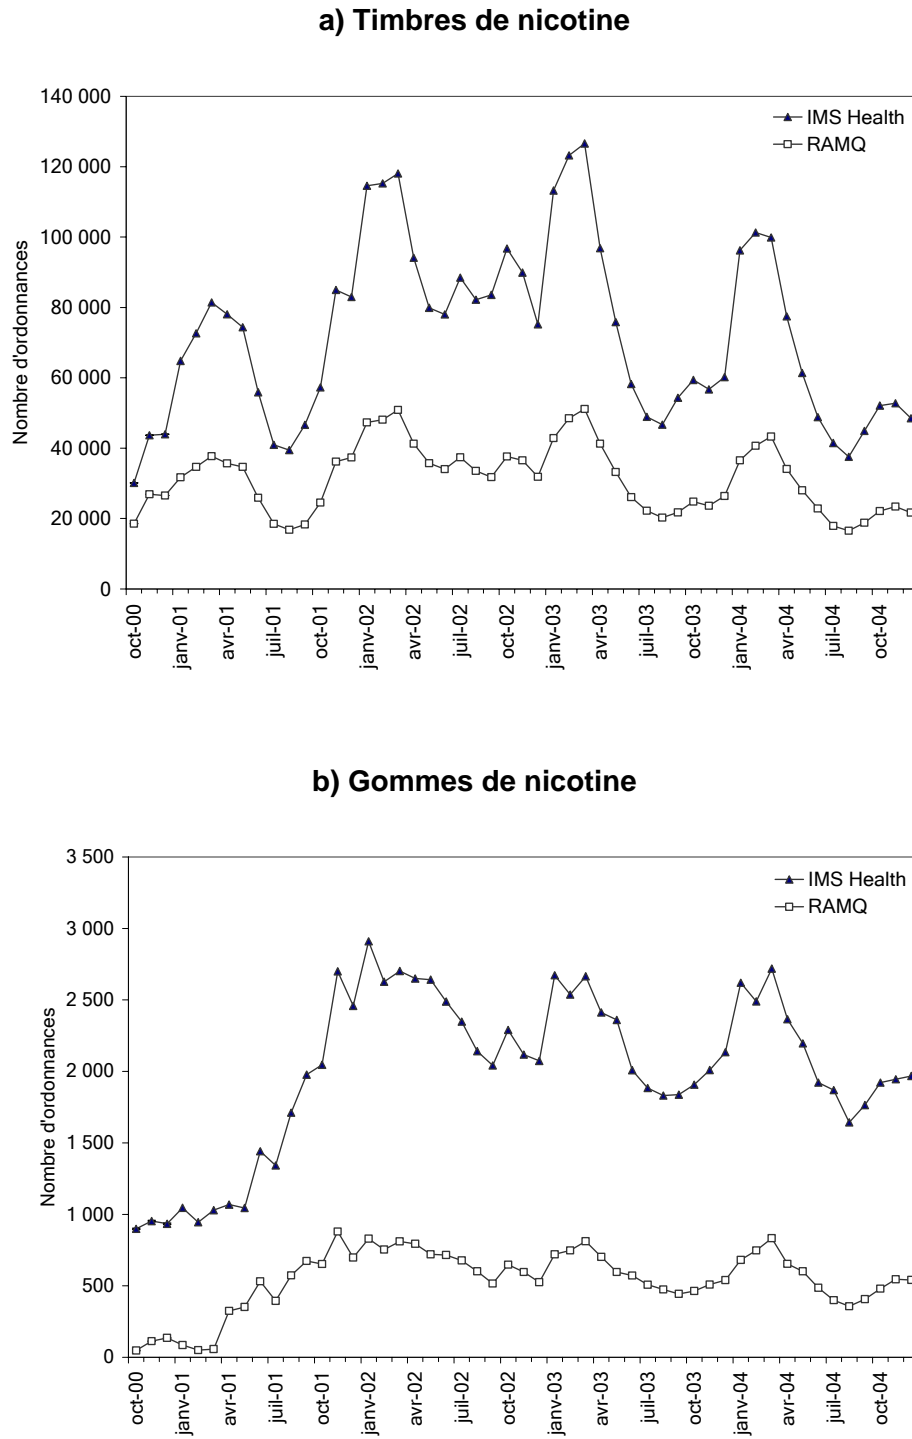 a) Timbres de nicotine
140 000
120 000
100 000
80 000
60 000
40 000
20 000
0
Nombre d'ordonnances
IMS Health
RAMQ
oct-00
janv-01
avr-01
juil-01
oct-01
janv-02
avr-02
juil-02
oct-02
janv-03
avr-03
juil-03
oct-03
janv-04
avr-04
juil-04
oct-04
b) Gommes de nicotine
3 500
3 000
2 500
2 000
1 500
1 000
500
0
Nombre d'ordonnances
IMS Health
RAMQ
oct-00
janv-01
avr-01
juil-01
oct-01
janv-02
avr-02
juil-02
oct-02
janv-03
avr-03
juil-03
oct-03
janv-04
avr-04
juil-04
oct-04